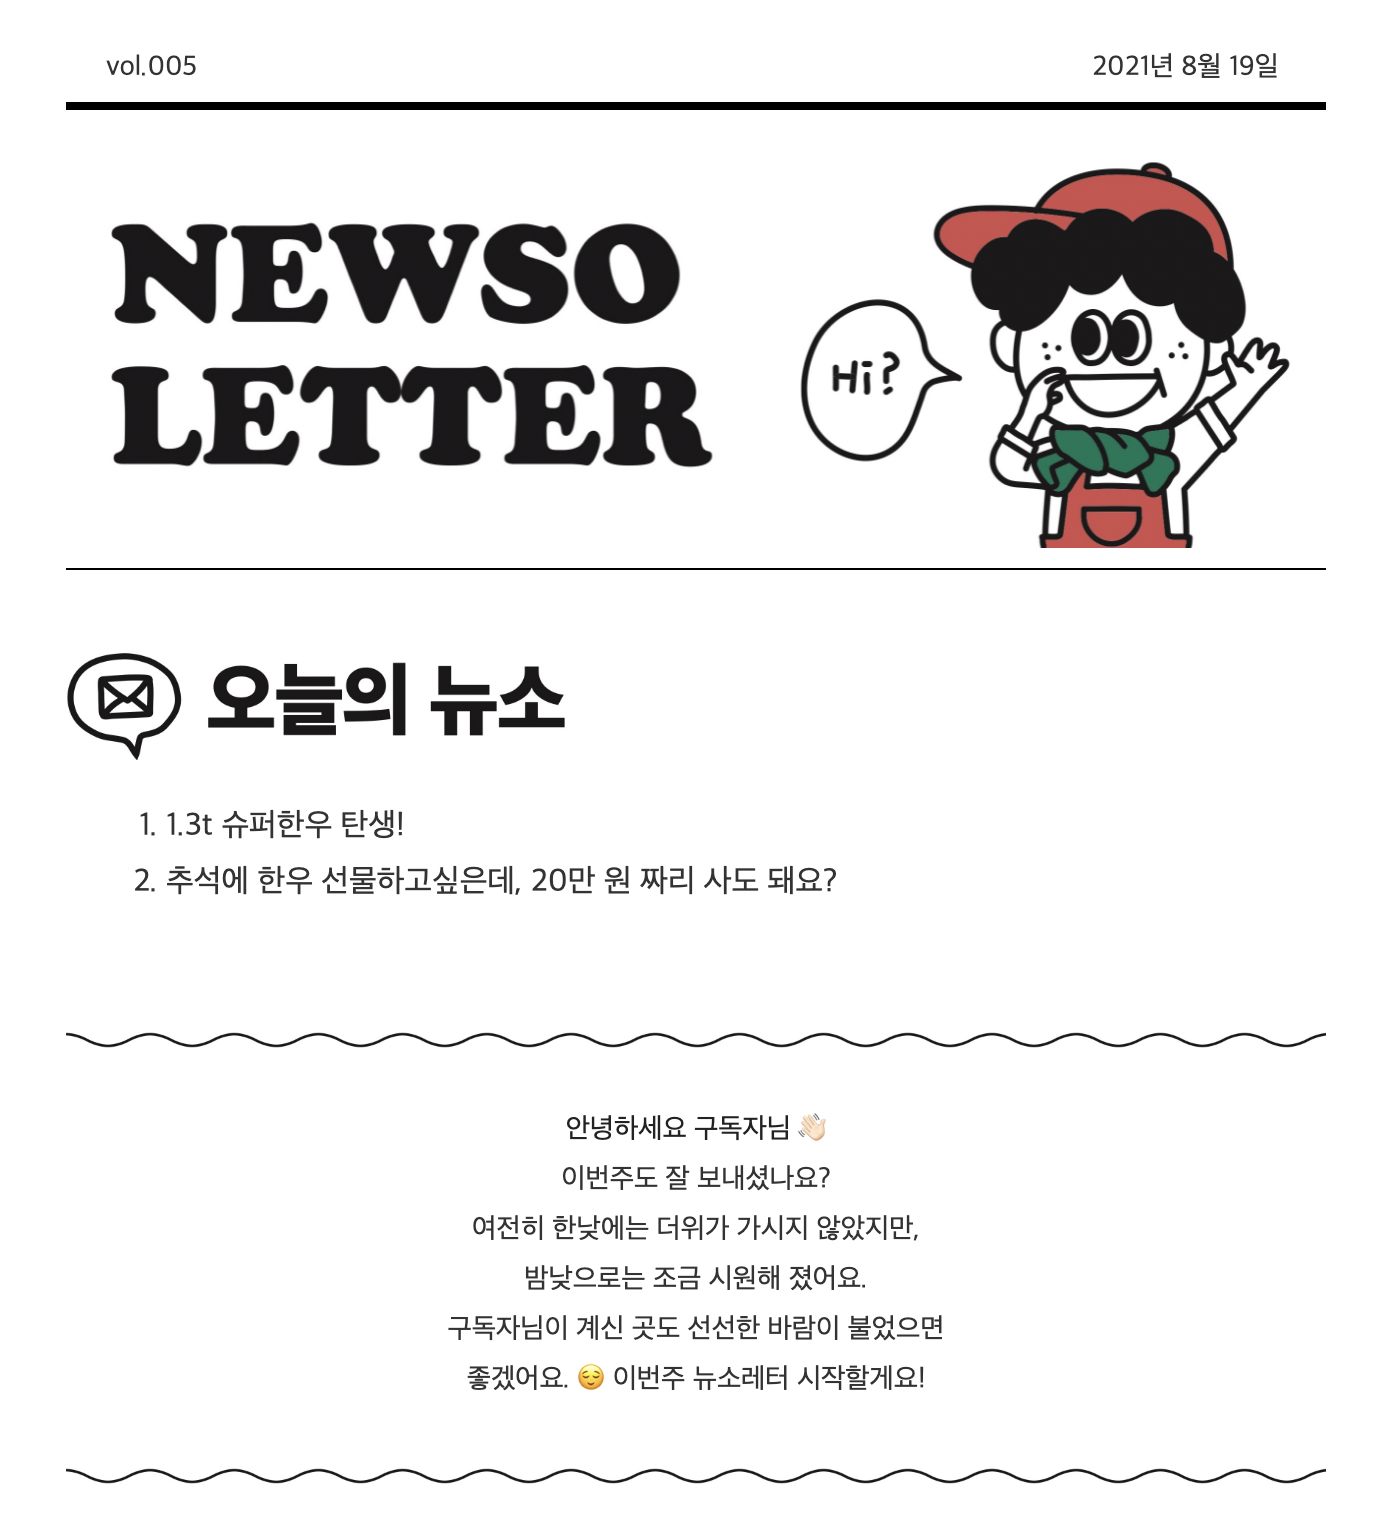 vol.005
2021년 8월 19일
NEWSO
LETTER
Hi?
오늘의 뉴소
1. 1.3t 슈퍼한우 탄생!
2. 추석에 한우 선물하고싶은데, 20만 원 짜리 사도 돼요?
안녕하세요 구독자님 👋🏻
이번주도 잘 보내셨나요?
여전히 한낮에는 더위가 가시지 않았지만,
밤낮으로는 조금 시원해 졌어요.
구독자님이 계신 곳도 선선한 바람이 불었으면
좋겠어요. 😌 이번주 뉴소레터 시작할게요!